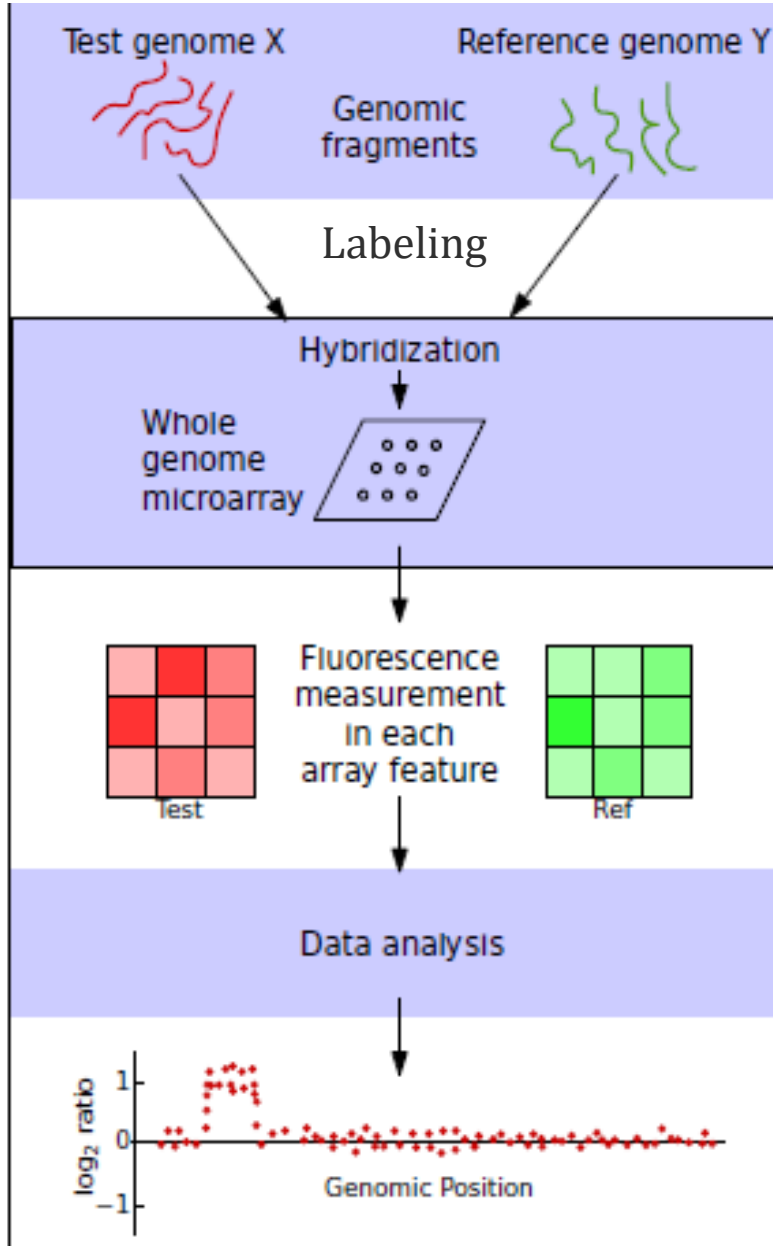 Test genome X
Reference genome Y
Genomic
fragments
Labeling
Hybridization
Whole
genome
microarray
Fluorescence
measurement
in each
array feature
Test
Ref
Data analysis
log2 ratio
1
0
−1
Genomic Position